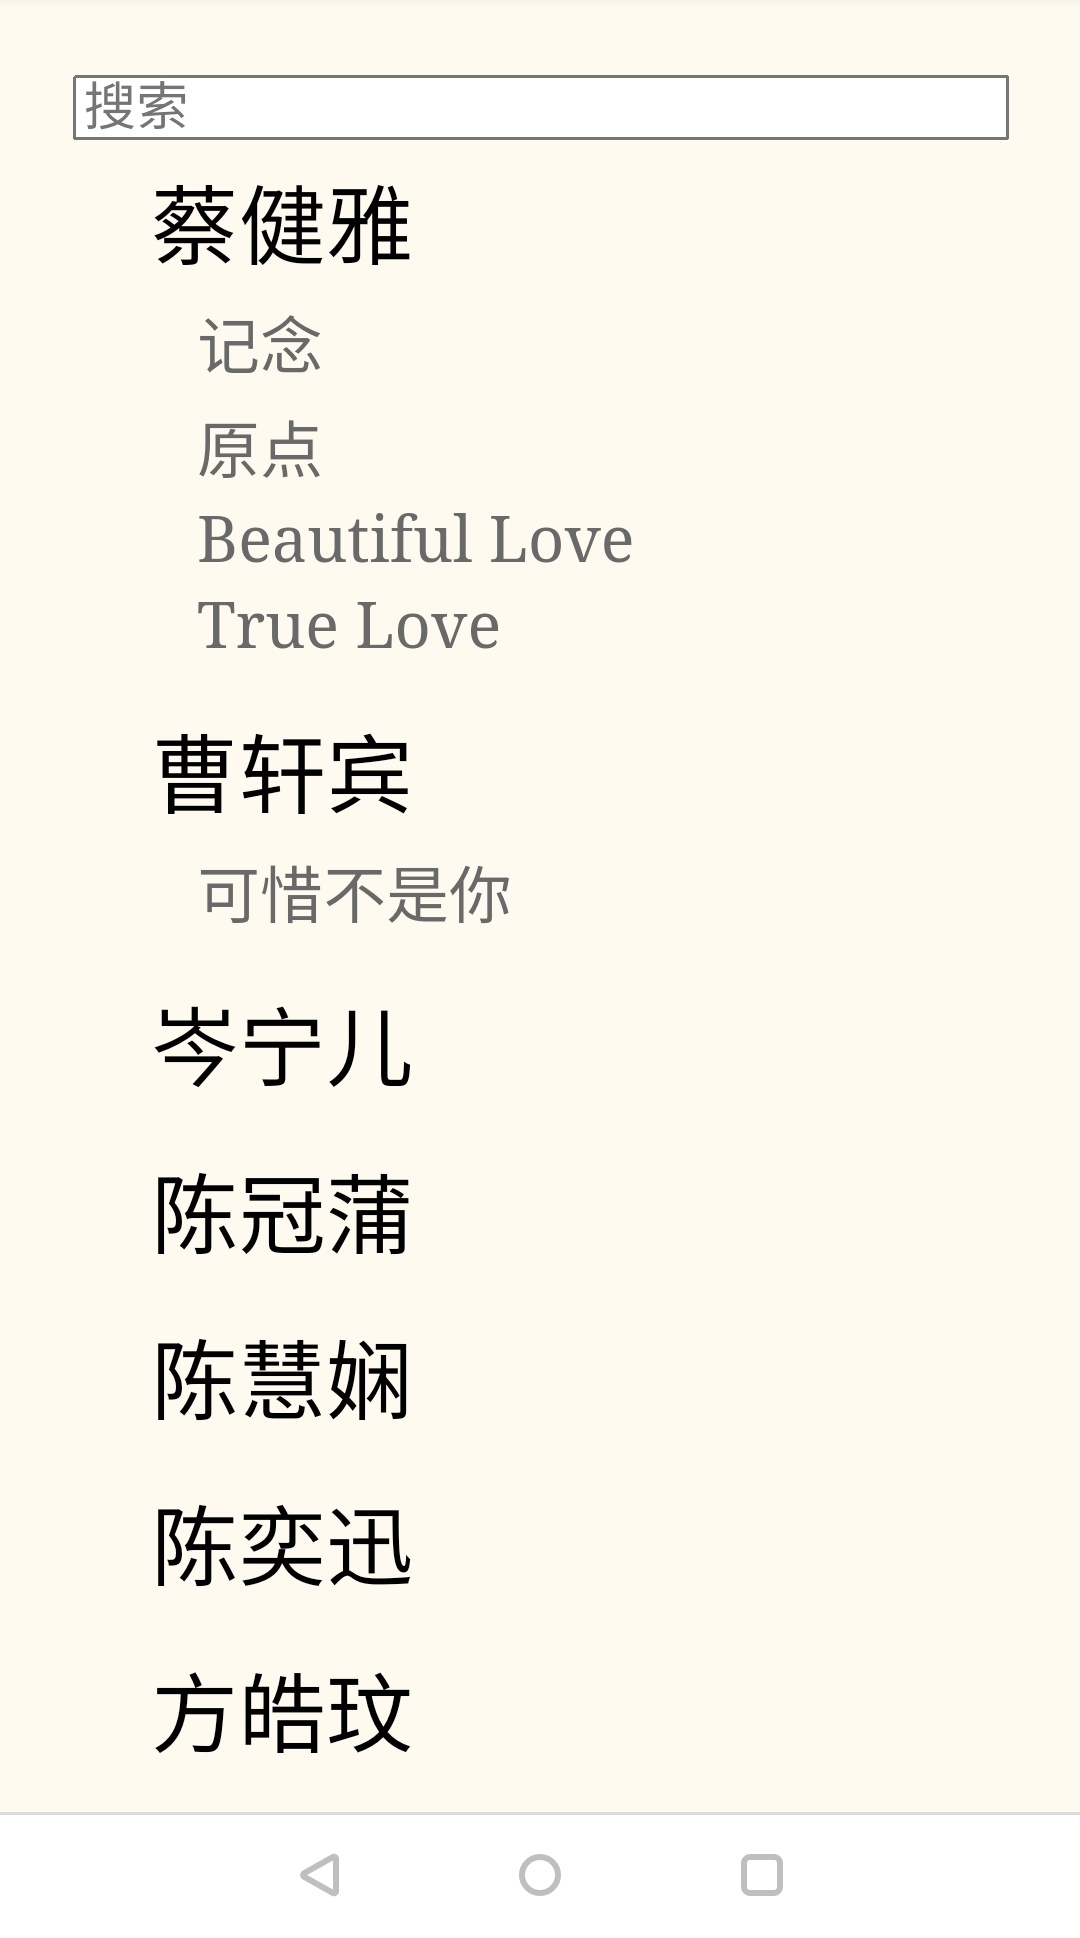 搜索
蔡健雅
记念
原点
Beautiful Love
True Love
曹轩宾
可惜不是你
岑宁儿
陈冠蒲
陈慧娴
陈奕迅
方皓玟